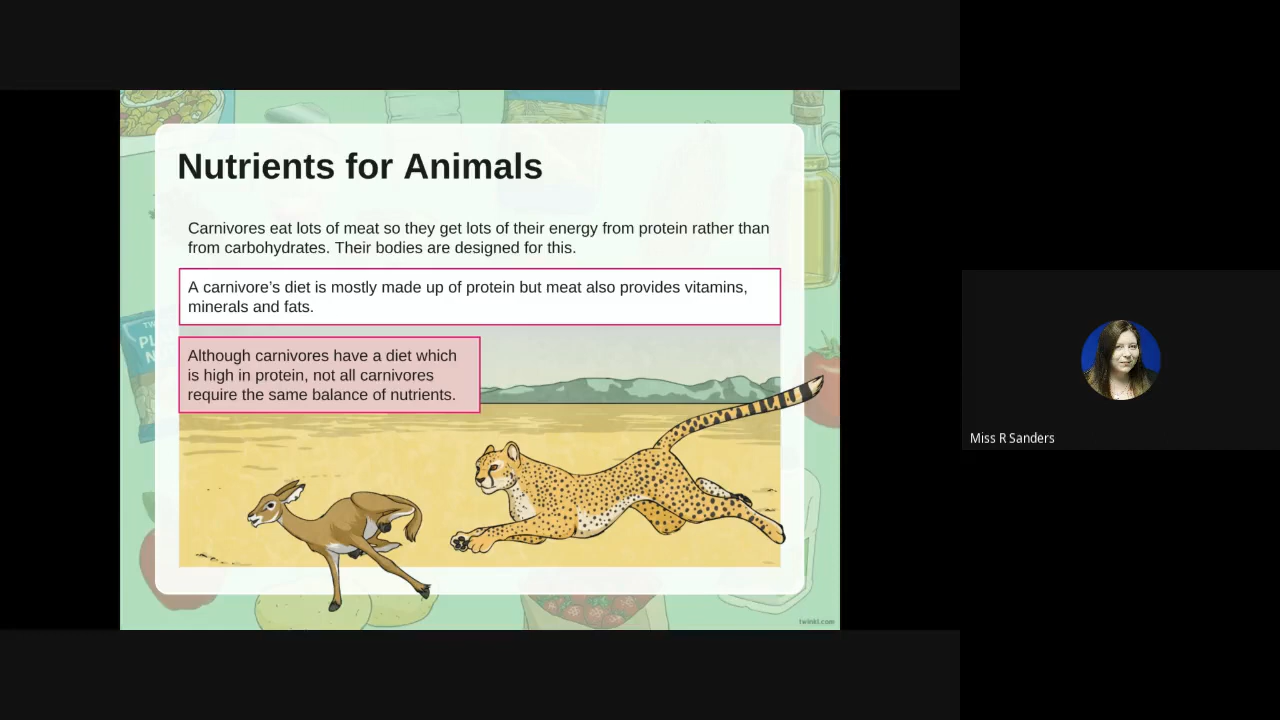 Nutrients for Animals
Carnivores eat lots of meat so they get lots of their energy from protein rather than
from carbohydrates. Their bodies are designed for this.
A carnivore’s diet is mostly made up of protein but meat also provides vitamins,
minerals and fats.
Although carnivores have a diet which
is high in protein, not all carnivores
require the same balance of nutrients.
twinkl.com
Miss R Sanders